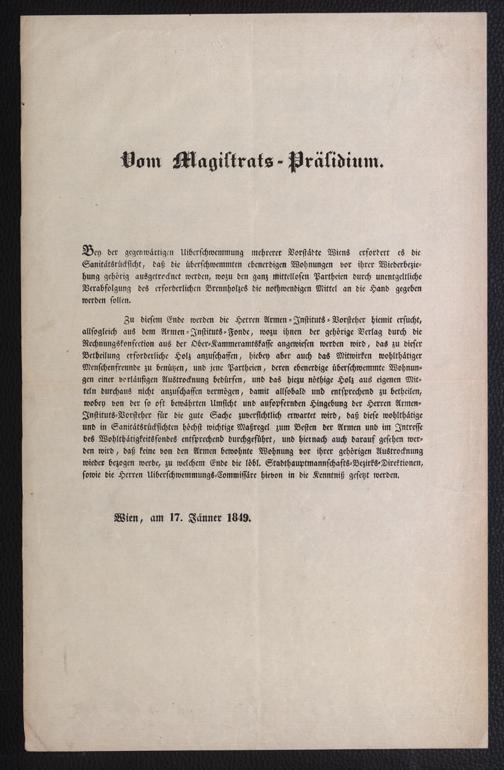 Vom Magistrats-Präsidium.
Bey der gegenwärtigen Uiberschwemmung mehrerer Vorstädte Wiens erfordert es die
Sanitätsrücksicht, daß die überschwemmten ebenerdigen Wohnungen vor ihrer Wiederbezie-
hung gehörig ausgetrocknet werden, wozu den ganz mittellosen Partheien durch unentgeltliche
Verabfolgung des erforderlichen Brennholzes die nothwendigen Mittel an die Hand gegeben
werden sollen.
Zu diesem Ende werden die Herren Armen-Instituts-Vorsteher hiemit ersucht,
allsogleich aus dem Armen-Instituts-Fonde, wozu ihnen der gehörige Verlag durch die
Rechnungskonfection aus der Ober-Kammeramtskasse angewiesen werden wird, das zu dieser
Betheilung erforderliche Holz anzuschaffen, hiebey aber auch das Mitwirken wohlthätiger
Menschenfreunde zu benützen, und jene Partheien, deren ebenerdige überschwemmte Wohnun-
gen einer vorläufigen Austrocknung bedürfen, und das hiezu nöthige Holz aus eigenen Mit-
teln durchaus nicht anzuschaffen vermögen, damit allsobald und entsprechend zu betheilen,
wobey von der so oft bewährten Umsicht und aufopfernden Hingebung der Herren Armen-
Instituts-Vorsteher für die gute Sache zuversichtlich erwartet wird, daß diese wohlthätige
und in Sanitätsrücksichten höchst wichtige Maßregel zum Besten der Armen und im Intresse
des Wohlthätigkeitsfondes entsprechend durchgeführt, und hiernach auch darauf gesehen wer-
den wird, daß keine von den Armen bewohnte Wohnung vor ihrer gehörigen Austrocknung
wieder bezogen werde, zu welchem Ende die löbl. Stadthauptmannschafts-Bezirks-Direktionen,
sowie die Herren Uiberschwemmungs-Commissäre hievon in die Kenntniß gesetzt werden.
Wien, am 17. Jänner 1849.